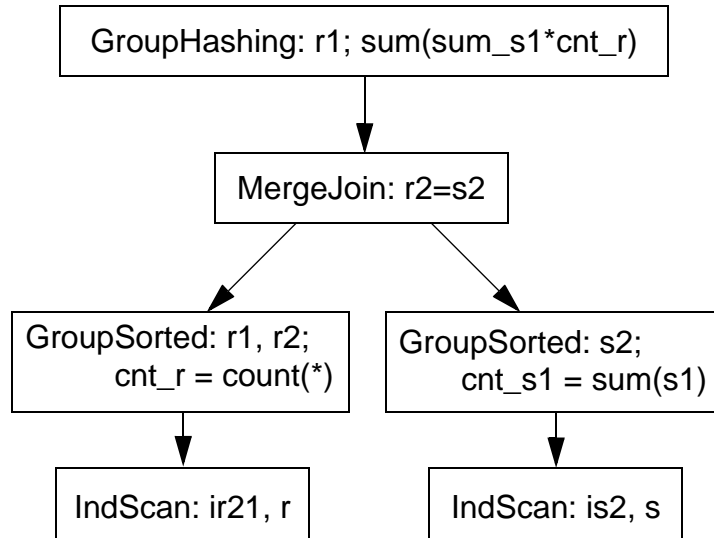 GroupHashing: r1; sum(sum_s1*cnt_r)
MergeJoin: r2=s2
GroupSorted: r1, r2;
cnt_r = count(*)
GroupSorted: s2;
cnt_s1 = sum(s1)
IndScan: ir21, r
IndScan: is2, s